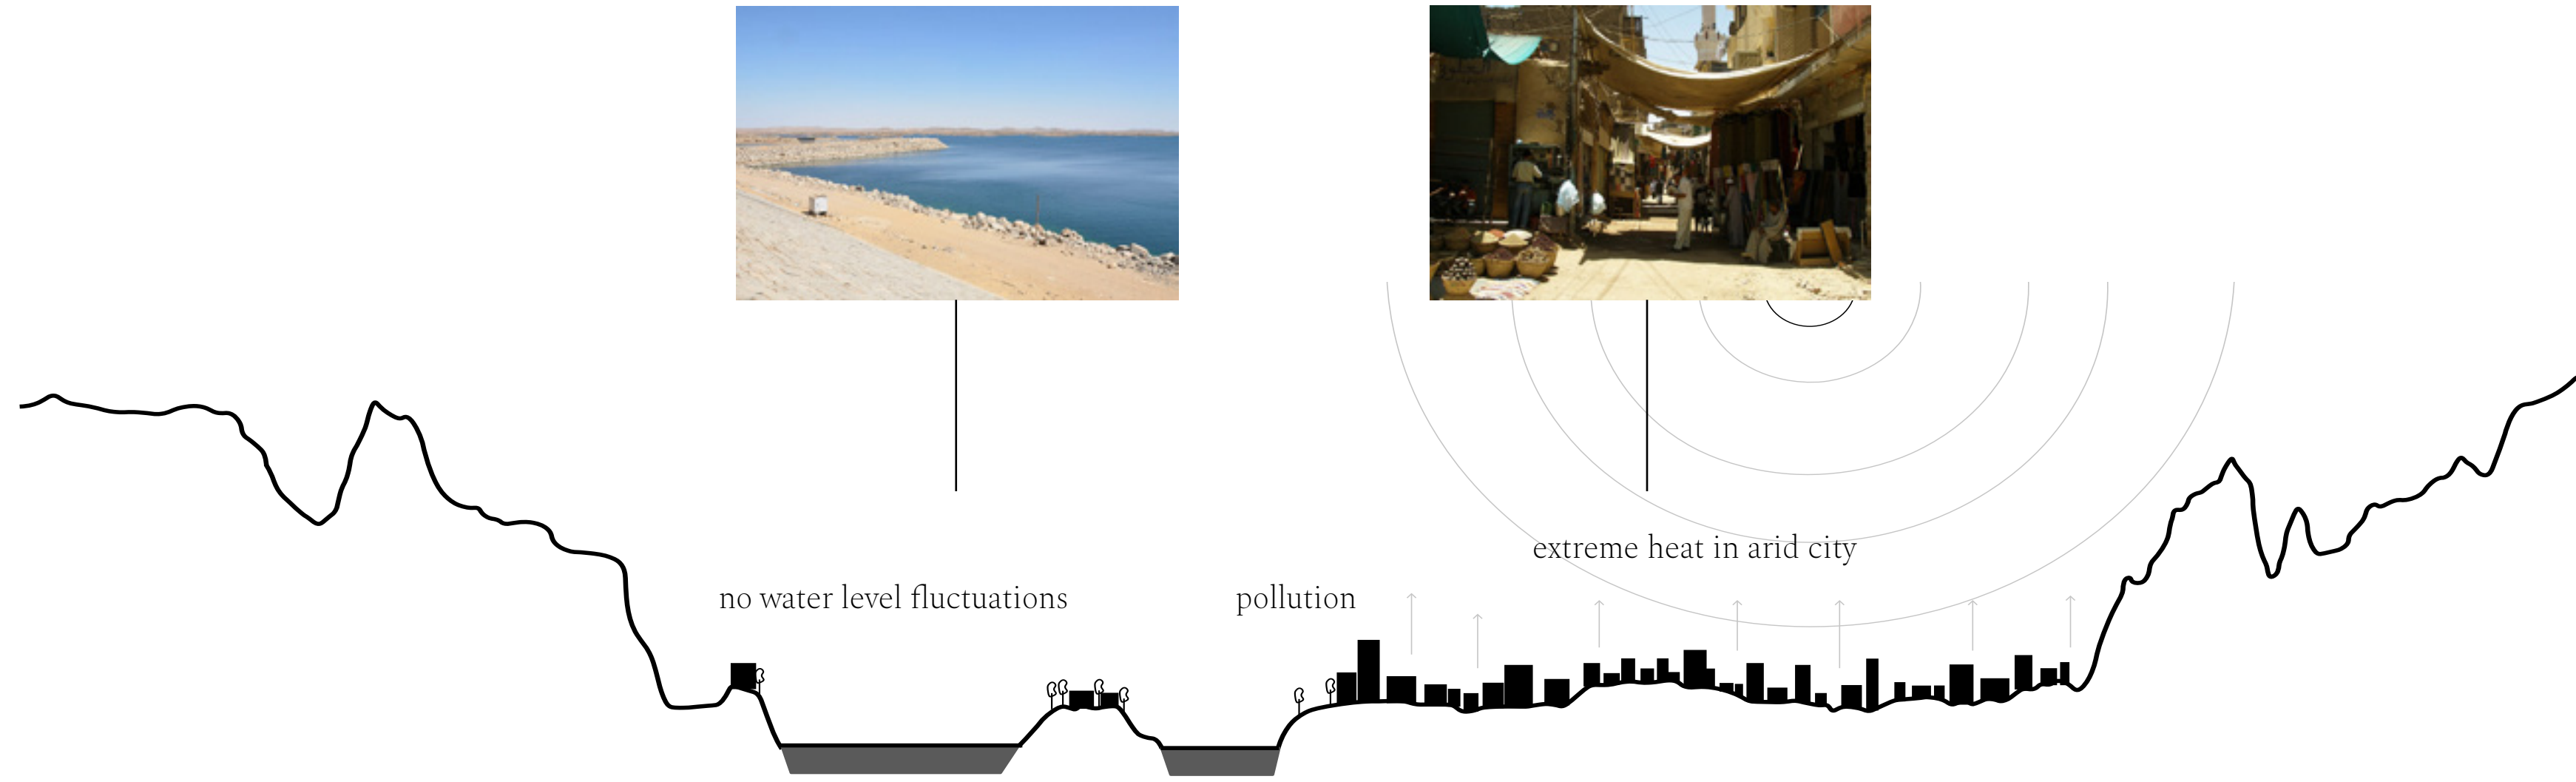 extreme heat in arid city
no water level fluctuations
pollution